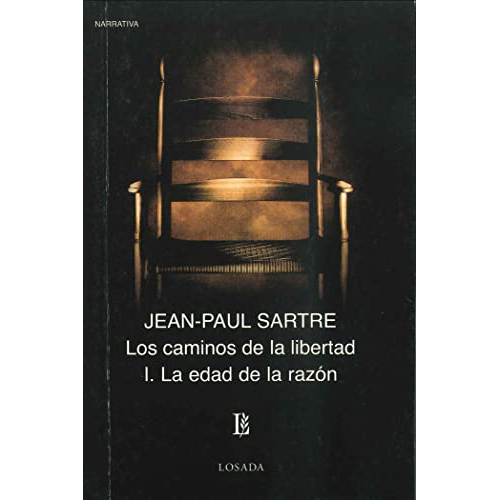 NARRATIVA
JEAN-PAUL SARTRE
Los caminos de la libertad
I. La edad de la razón
LOSADA